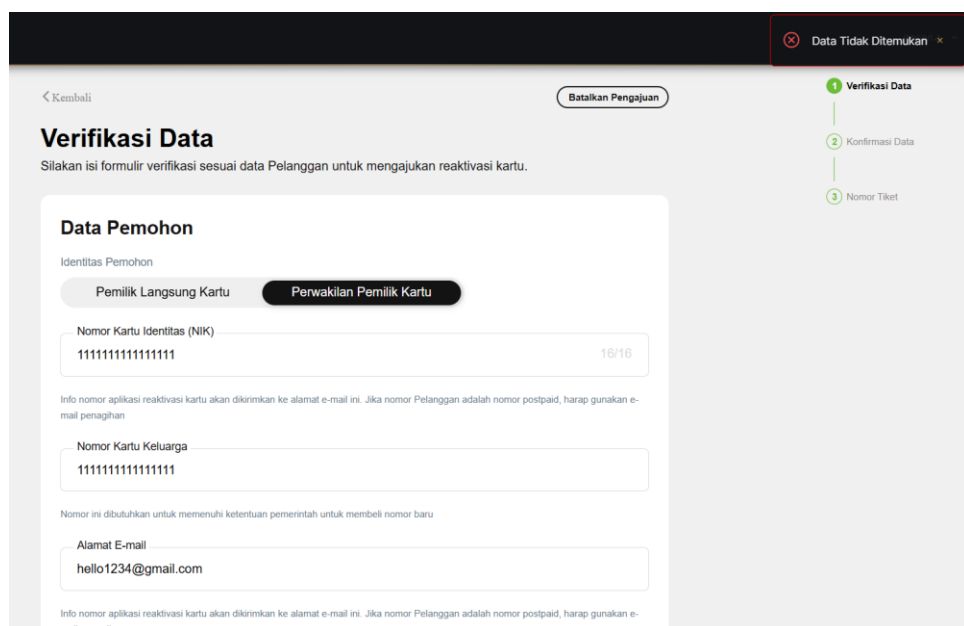 Data Tidak Ditemukan ×
Kembali
Batalkan Pengajuan
1 Verifikasi Data
2 Konfirmasi Data
3 Nomor Tiket
Verifikasi Data
Silakan isi formulir verifikasi sesuai data Pelanggan untuk mengajukan reaktivasi kartu.
Data Pemohon
Identitas Pemohon
Pemilik Langsung Kartu
Perwakilan Pemilik Kartu
Nomor Kartu Identitas (NIK)
1111111111111111
16/16
Info nomor aplikasi reaktivasi kartu akan dikirimkan ke alamat e-mail ini. Jika nomor Pelanggan adalah nomor postpaid, harap gunakan e-
mail penagihan
Nomor Kartu Keluarga
1111111111111111
Nomor ini dibutuhkan untuk memenuhi ketentuan pemerintah untuk membeli nomor baru
Alamat E-mail
hello1234@gmail.com
Info nomor aplikasi reaktivasi kartu akan dikirimkan ke alamat e-mail ini. Jika nomor Pelanggan adalah nomor postpaid, harap gunakan e-